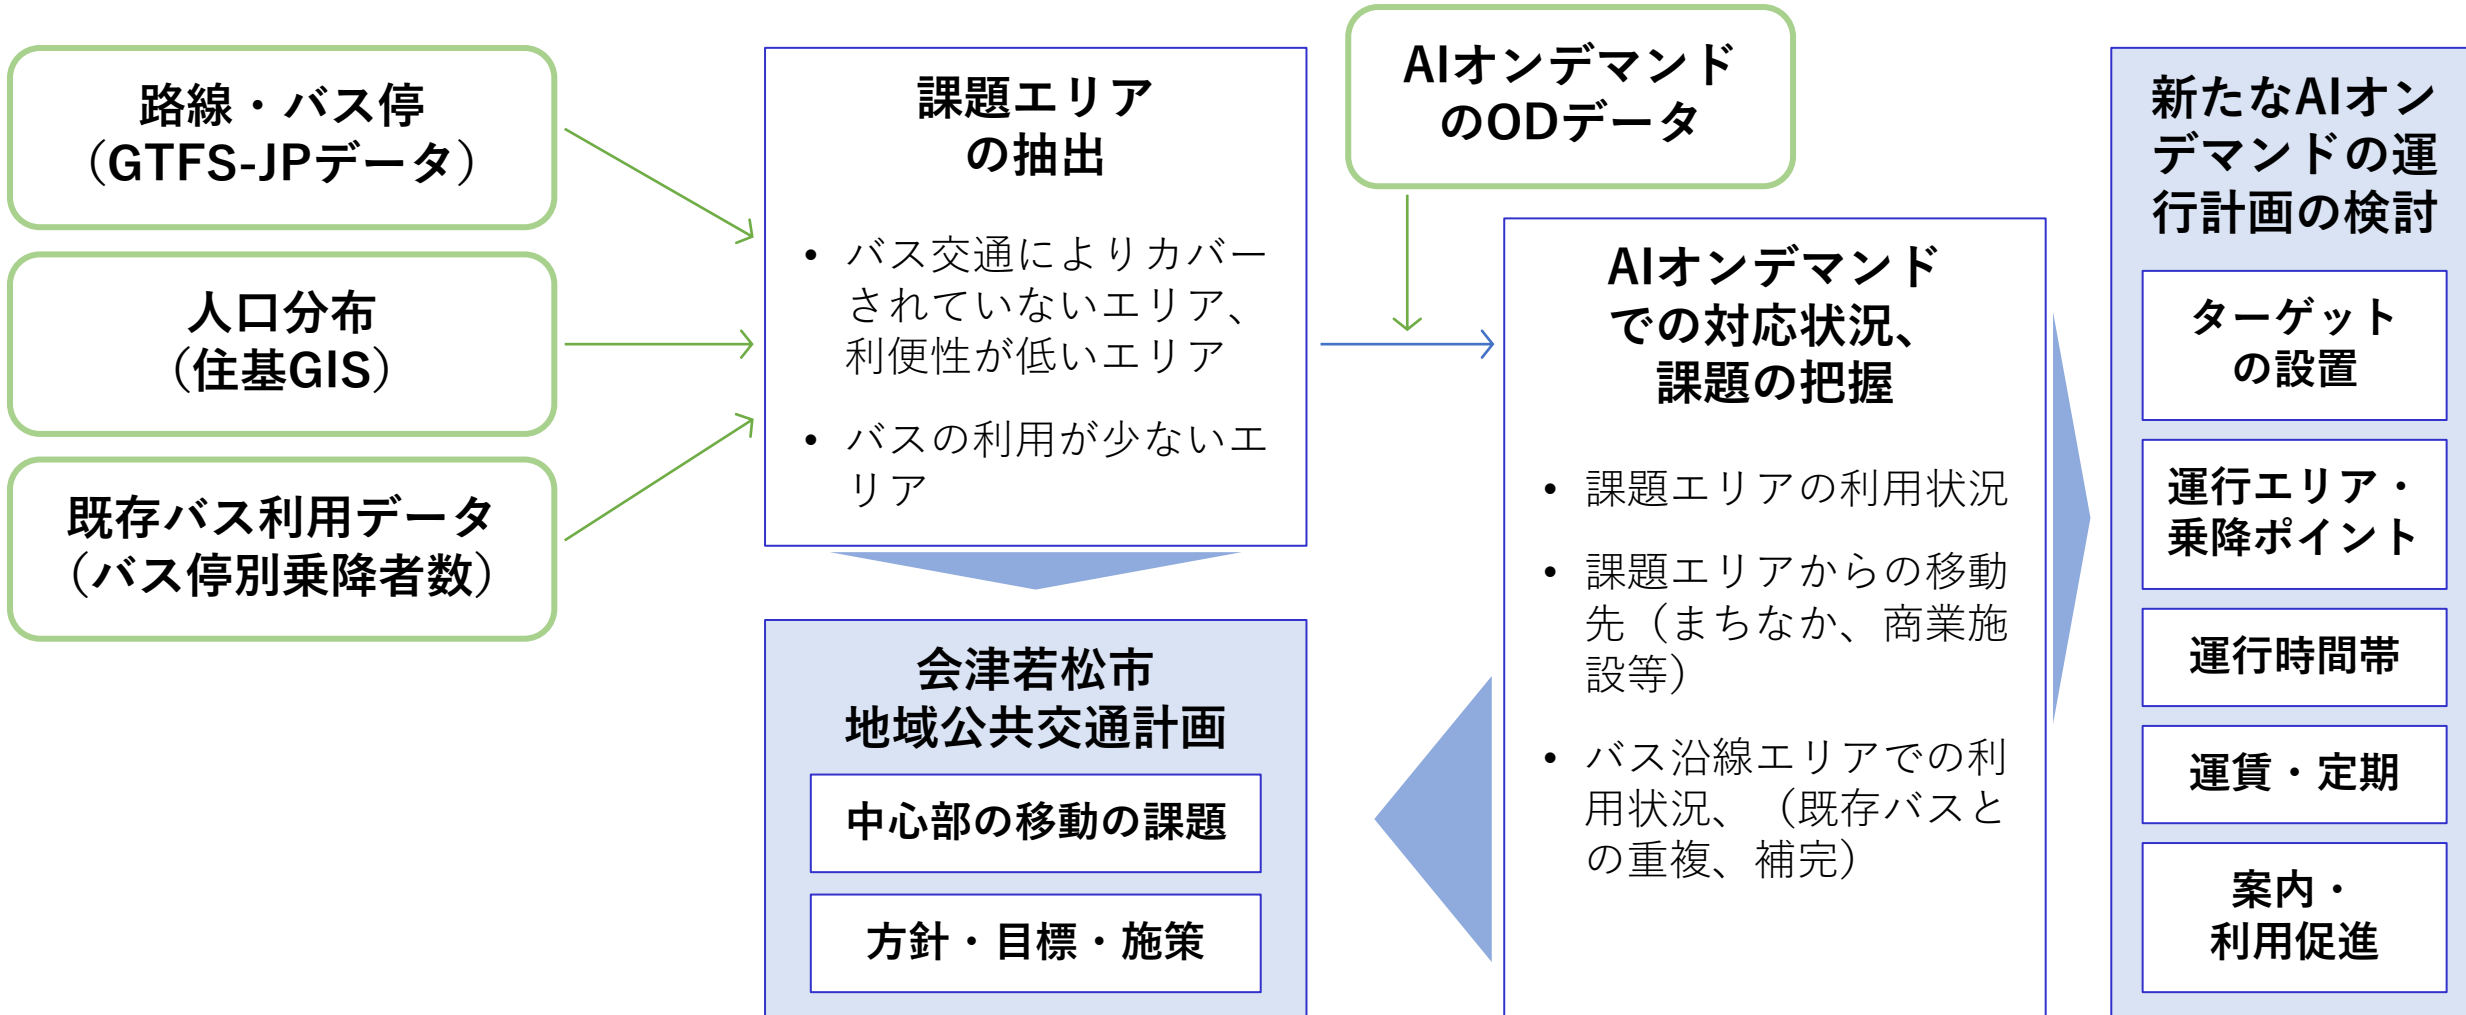 路線・バス停
（GTFS-JPデータ）
人口分布
（住基GIS）
既存バス利用データ
（バス停別乗降者数）
課題エリア
の抽出
• バス交通によりカバー
されていないエリア、
利便性が低いエリア
• バスの利用が少ないエ
リア
会津若松市
地域公共交通計画
中心部の移動の課題
方針・目標・施策
AIオンデマンド
のODデータ
AIオンデマンド
での対応状況、
課題の把握
• 課題エリアの利用状況
• 課題エリアからの移動
先（まちなか、商業施
設等）
• バス沿線エリアでの利
用状況、（既存バスと
の重複、補完）
新たなAIオン
デマンドの運
行計画の検討
ターゲット
の設置
運行エリア・
乗降ポイント
運行時間帯
運賃・定期
案内・
利用促進